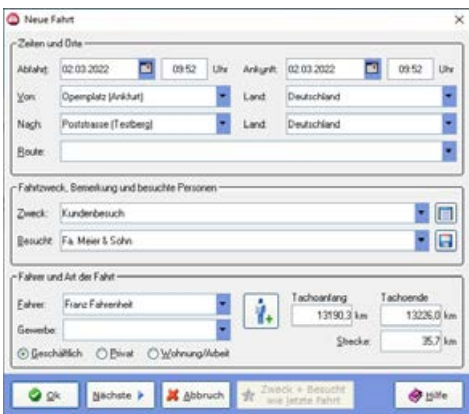 Neue Fahrt
Zeiten und Orte
Abfahrt: 02.03.2022 09:52 Uhr Ankunft: 02.03.2022 09:52 Uhr
Von: Opernplatz (Ankfurt) Land: Deutschland
Nach: Poststrasse (Testberg) Land: Deutschland
Route:
Fahrtzweck, Bemerkung und besuchte Personen
Zweck: Kundenbesuch
Besucht: Fa. Meier & Sohn
Fahrer und Art der Fahrt
Fahrer: Franz Fahrenheit Tachoanfang Tachoende
13190,3 km 13226,0 km
Gewerbe:
Strecke: 35,7 km
Geschäftlich Privat Wohnung/Arbeit
Ok Nächste Abbruch Zweck + Besucht wie letzte Fahrt Hilfe